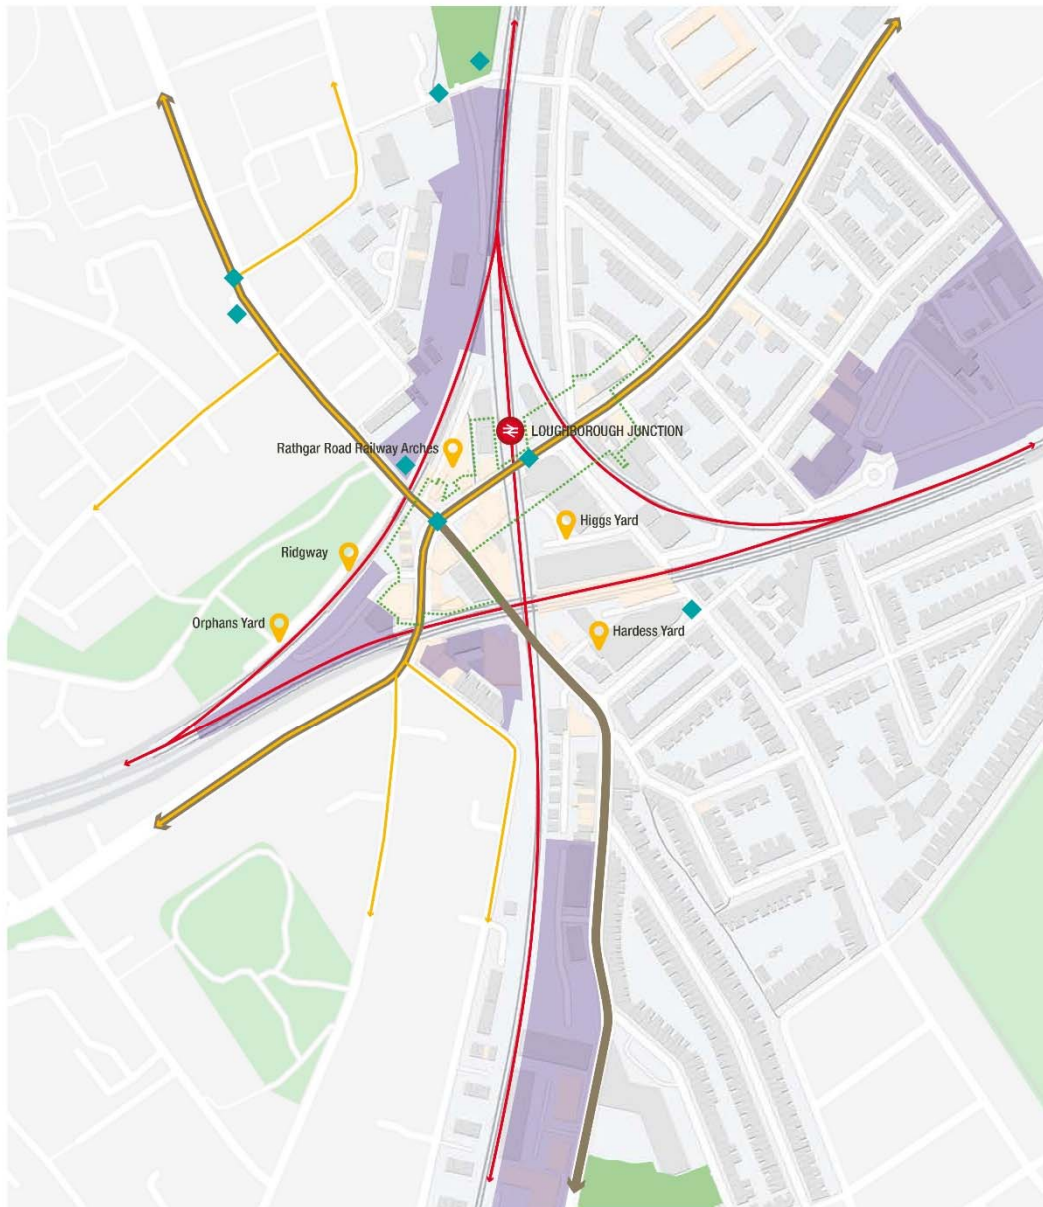 LOUGHBOROUGH JUNCTION
Rathgar Road Railway Arches
Higgs Yard
Ridgway
Orphans Yard
Hardess Yard